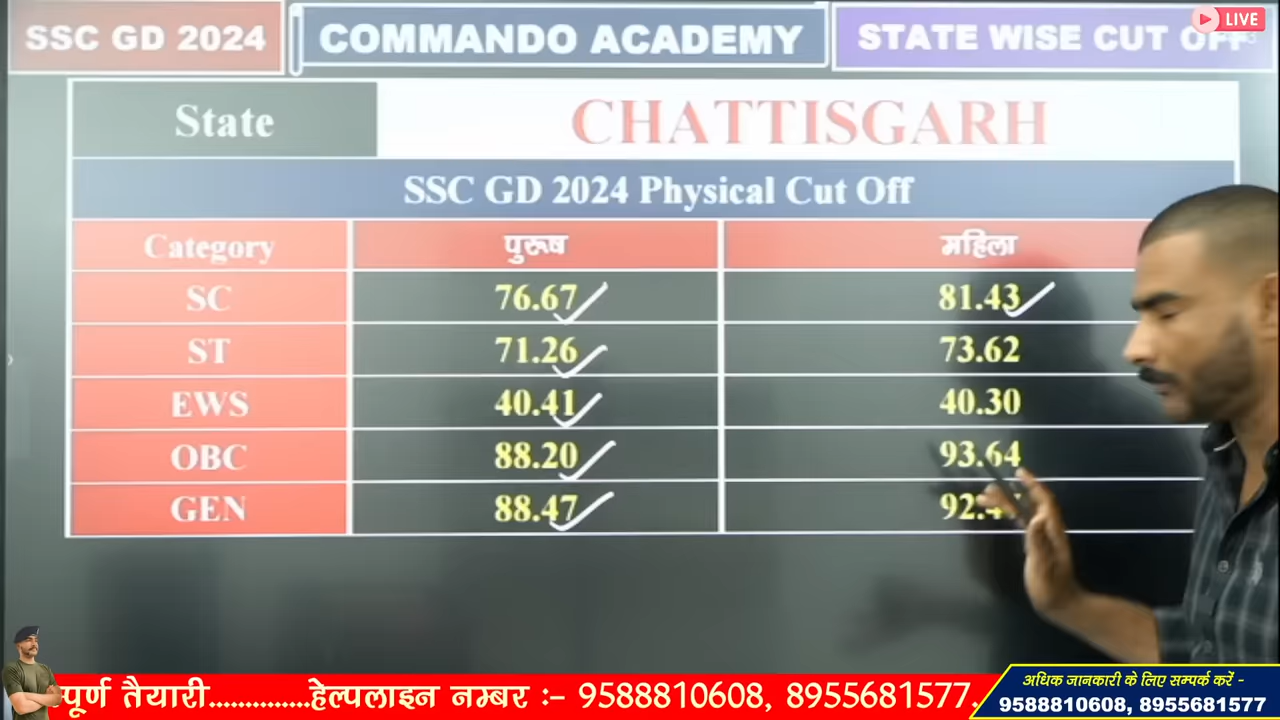 SSC GD 2024
COMMANDO ACADEMY
STATE WISE CUT OFF
LIVE
State
CHATTISGARH
SSC GD 2024 Physical Cut Off
Category पुरूष महिला
SC 76.67 81.43
ST 71.26 73.62
EWS 40.41 40.30
OBC 88.20 93.64
GEN 88.47
पूर्ण तैयारी..............हेल्पलाइन नम्बर :- 9588810608, 8955681577.
अधिक जानकारी के लिए सम्पर्क करें -
9588810608, 8955681577